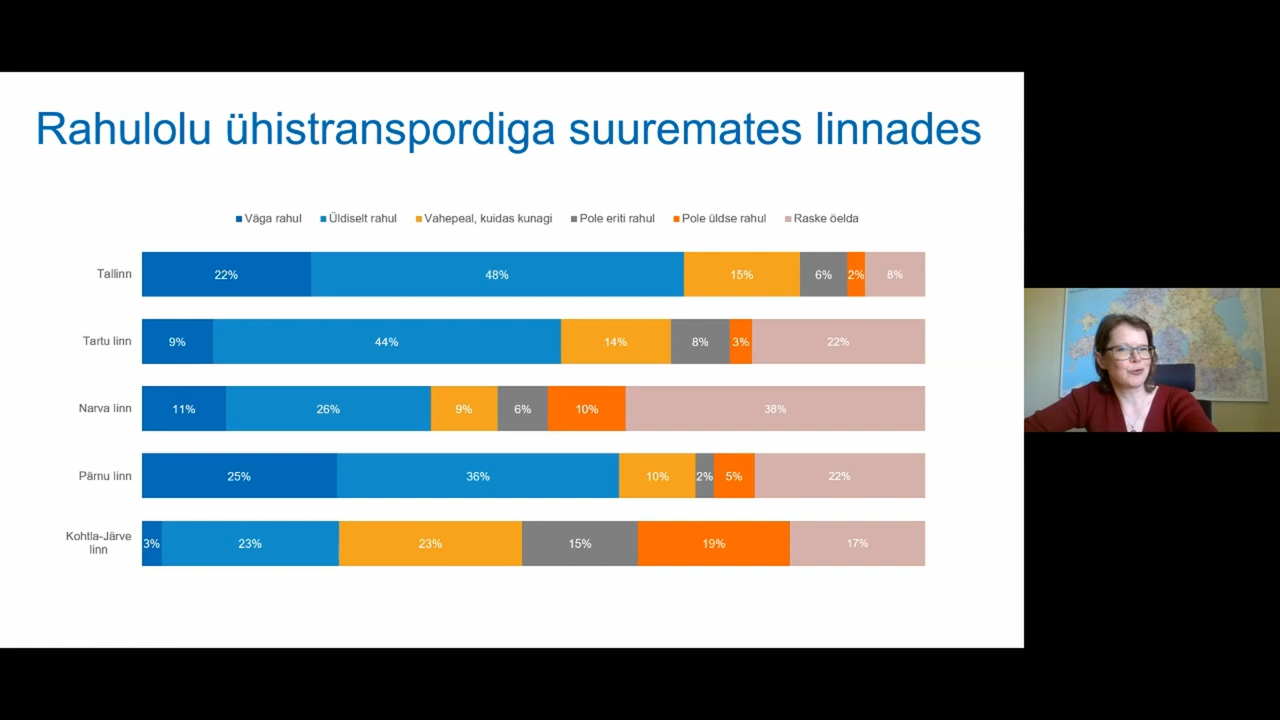 Rahulolu ühistranspordiga suuremates linnades
Väga rahul Üldiselt rahul Vahepeal, kuidas kunagi Pole eriti rahul Pole üldse rahul Raske öelda
Tallinn 22% 48% 15% 6% 2% 8%
Tartu linn 9% 44% 14% 8% 3% 22%
Narva linn 11% 26% 9% 6% 10% 38%
Pärnu linn 25% 36% 10% 2% 5% 22%
Kohtla-Järve
linn 3% 23% 23% 15% 19% 17%